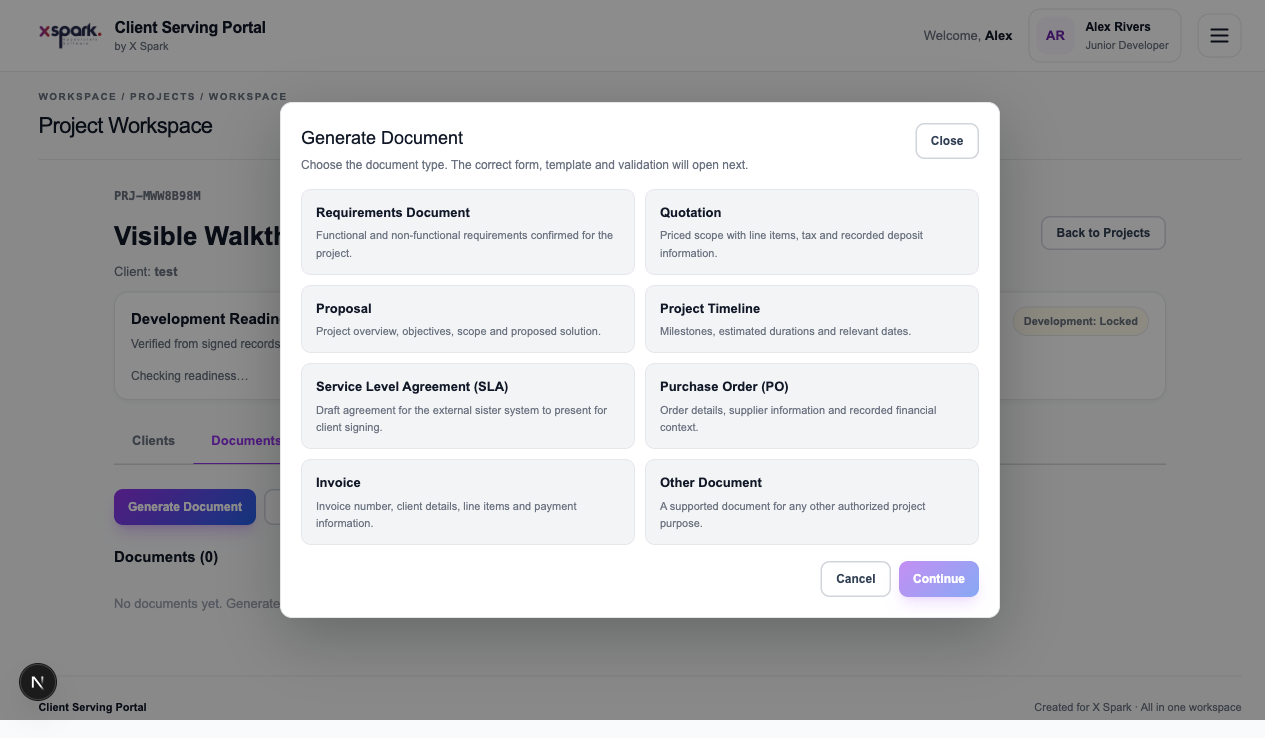 xspark.
Client Serving Portal
by X Spark
Welcome, Alex
AR
Alex Rivers
Junior Developer
WORKSPACE / PROJECTS / WORKSPACE
Project Workspace
PRJ-MWW8B98M
Client: test
Back to Projects
Verified from signed records
Checking readiness…
Development: Locked
Clients
Documents
Generate Document
Documents (0)
No documents yet. Generate
Generate Document
Close
Choose the document type. The correct form, template and validation will open next.
Requirements Document
Functional and non-functional requirements confirmed for the
project.
Quotation
Priced scope with line items, tax and recorded deposit
information.
Proposal
Project overview, objectives, scope and proposed solution.
Project Timeline
Milestones, estimated durations and relevant dates.
Service Level Agreement (SLA)
Draft agreement for the external sister system to present for
client signing.
Purchase Order (PO)
Order details, supplier information and recorded financial
context.
Invoice
Invoice number, client details, line items and payment
information.
Other Document
A supported document for any other authorized project
purpose.
Cancel
Continue
N
Client Serving Portal
Created for X Spark · All in one workspace